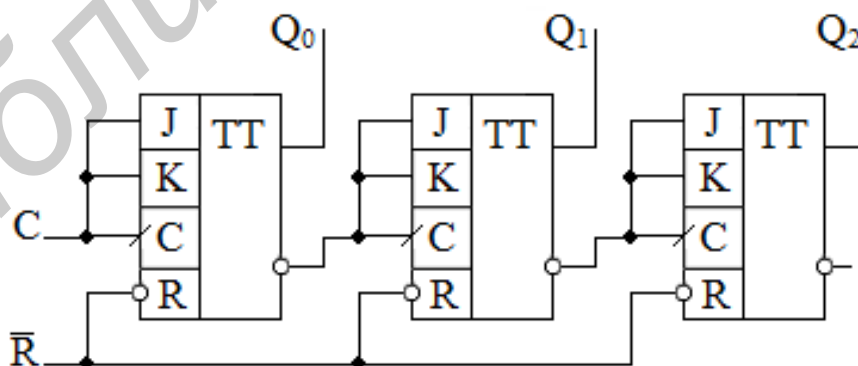 Q₀ Q₁ Q₂
J TT J TT J TT
K K K
C C C C
R R R
R̅